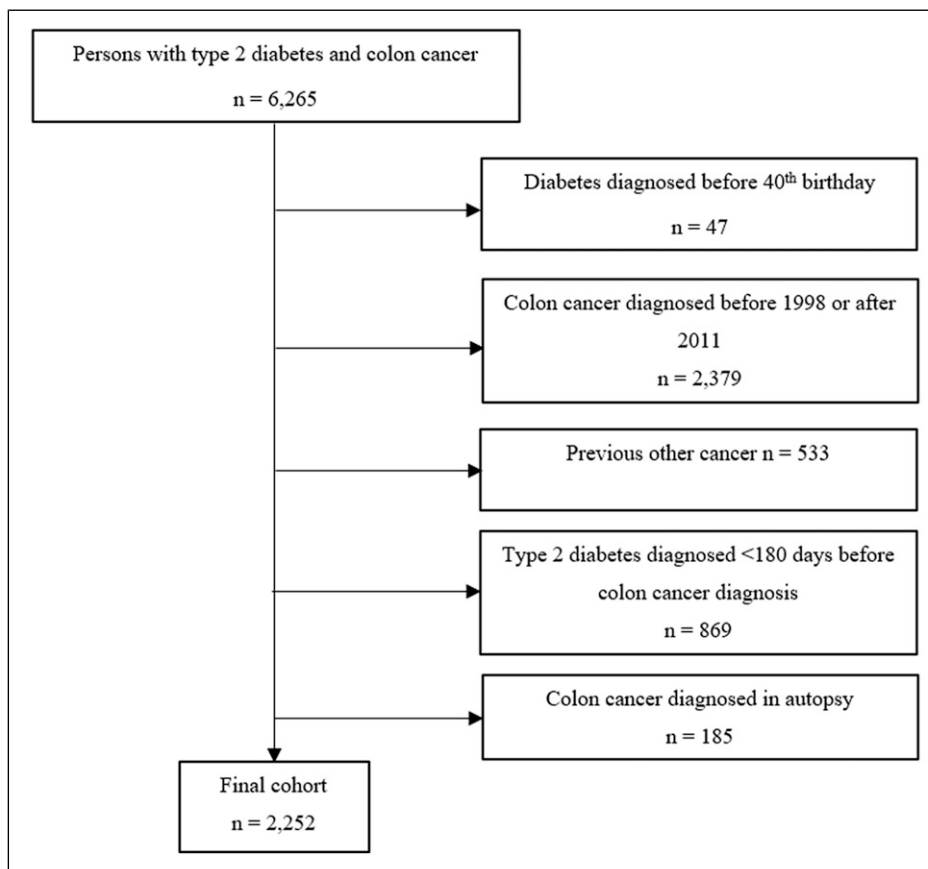 Persons with type 2 diabetes and colon cancer
n = 6,265
Diabetes diagnosed before 40th birthday
n = 47
Colon cancer diagnosed before 1998 or after
2011
n = 2,379
Previous other cancer n = 533
Type 2 diabetes diagnosed <180 days before
colon cancer diagnosis
n = 869
Colon cancer diagnosed in autopsy
n = 185
Final cohort
n = 2,252